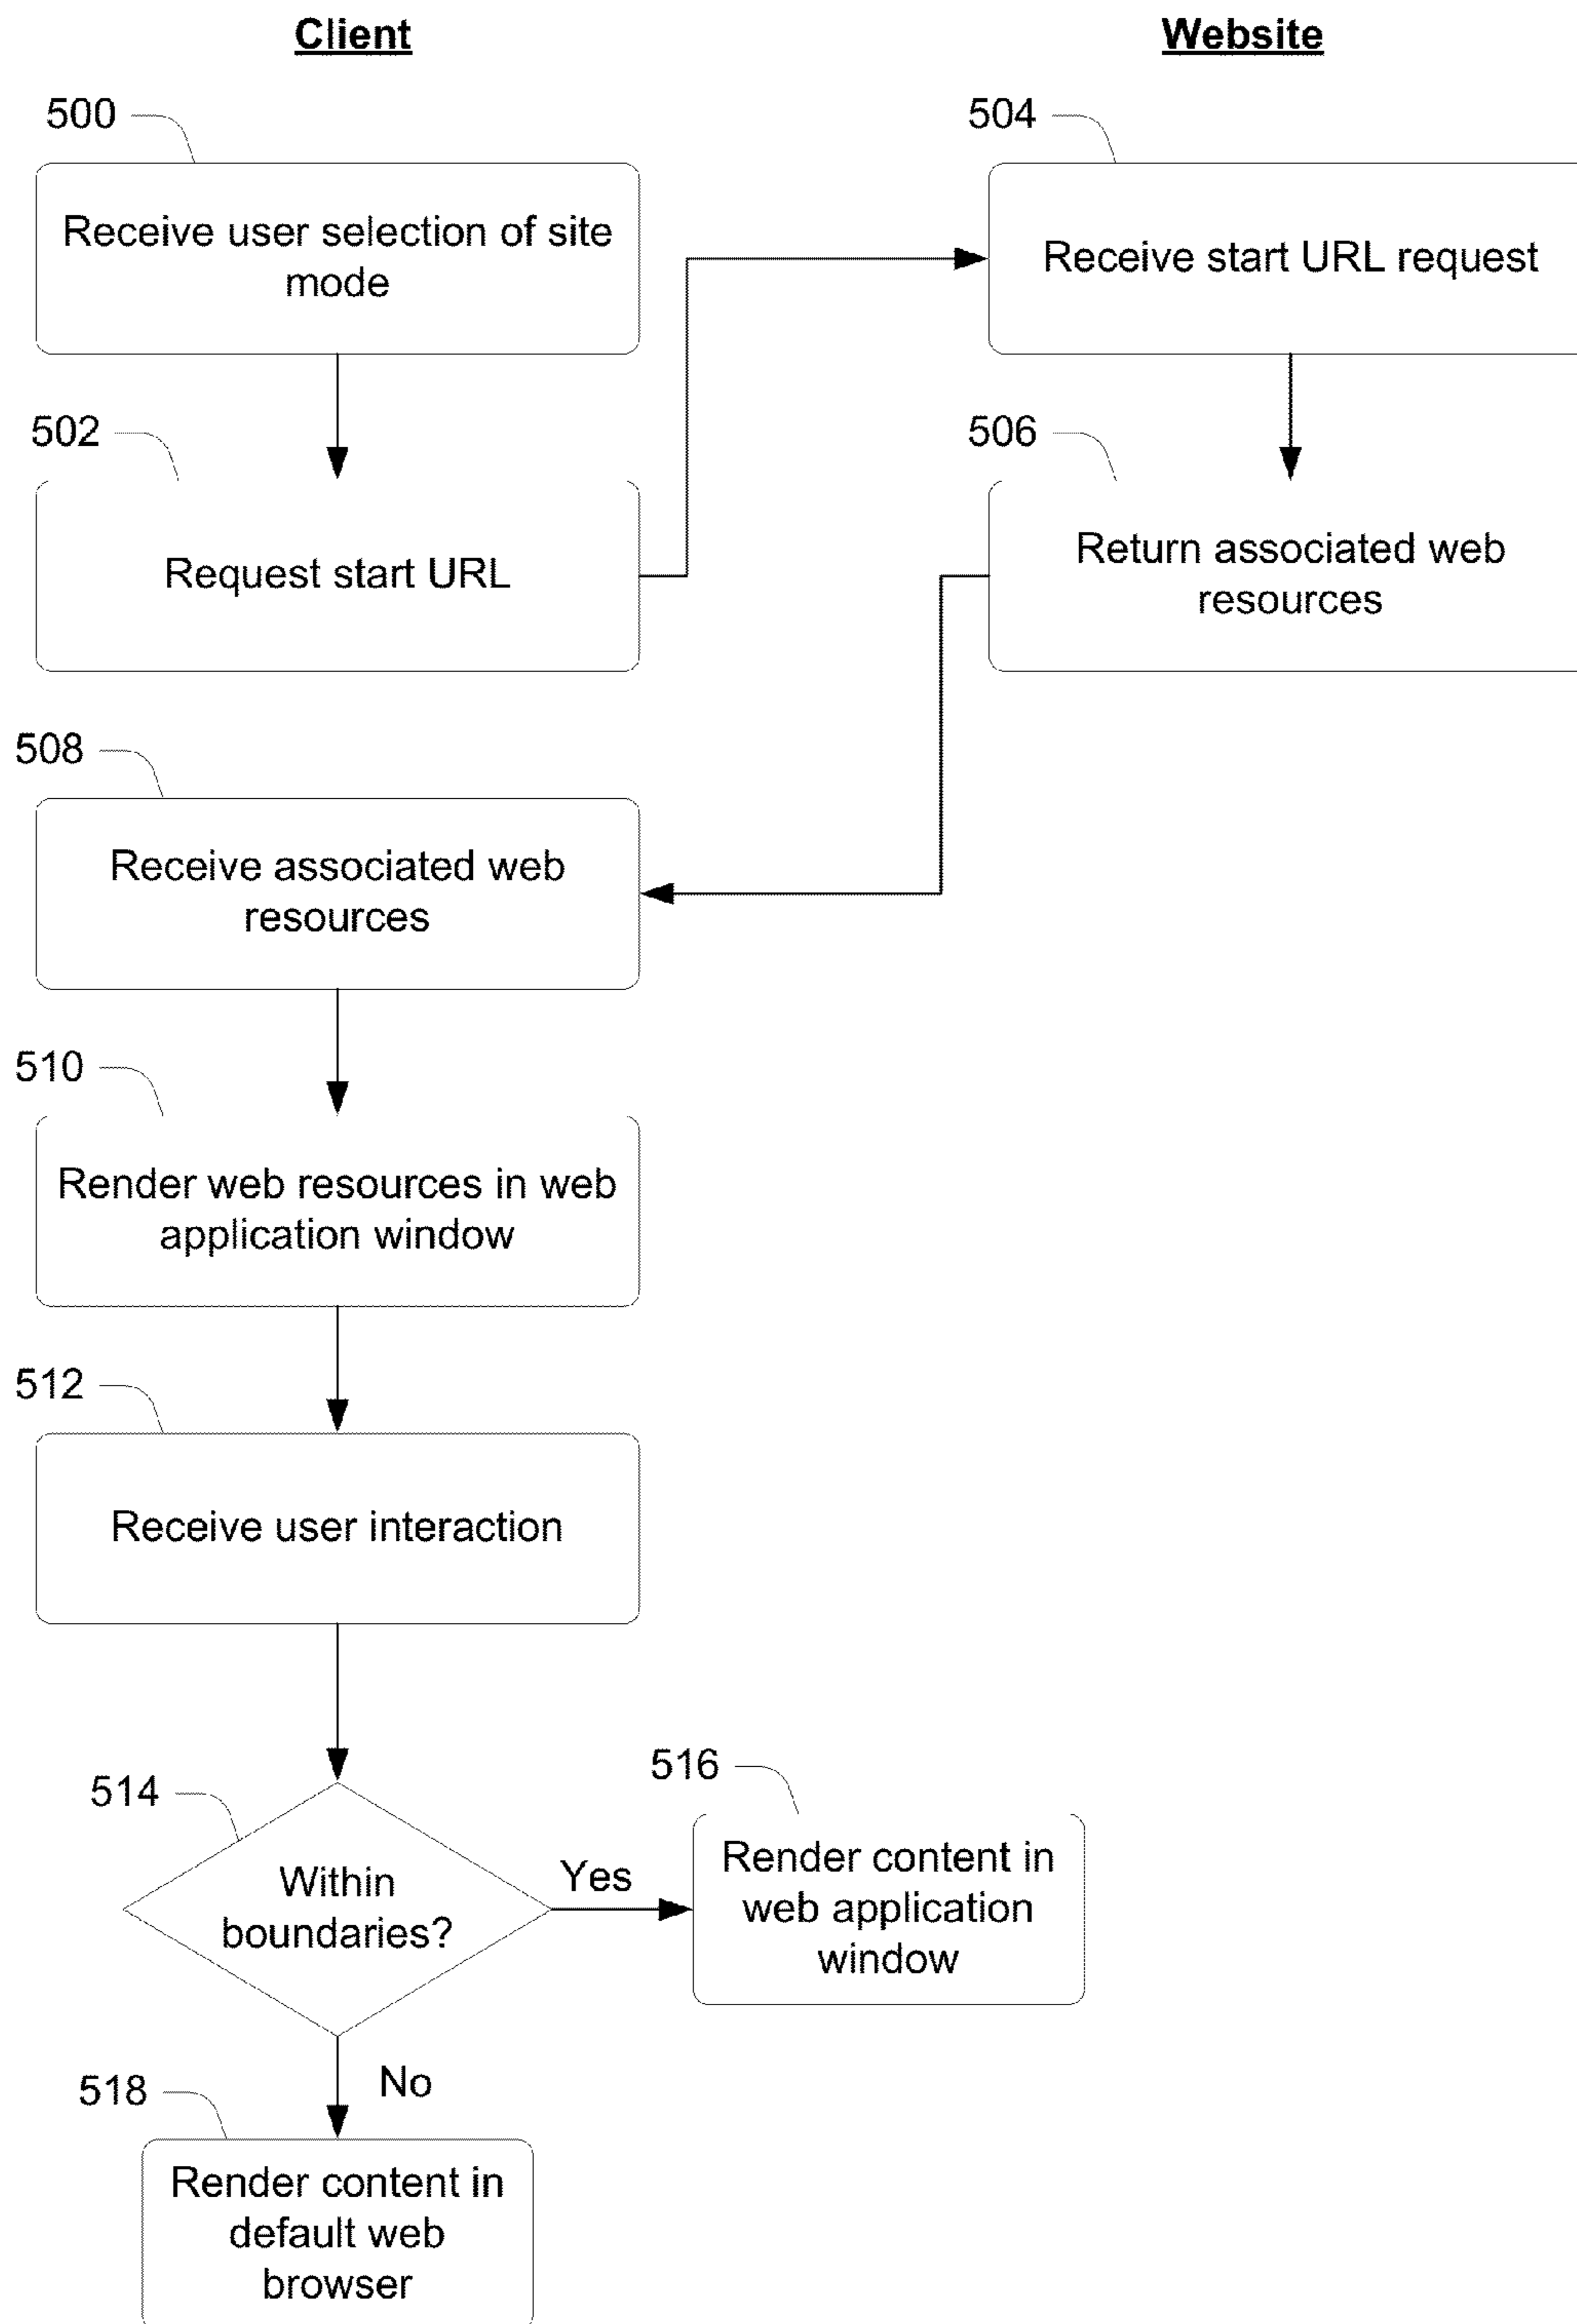 Client
Website
500
504
Receive user selection of site
mode
Receive start URL request
502
506
Request start URL
Return associated web
resources
508
Receive associated web
resources
510
Render web resources in web
application window
512
Receive user interaction
514
516
Within
boundaries?
Yes
Render content in
web application
window
No
518
Render content in
default web
browser